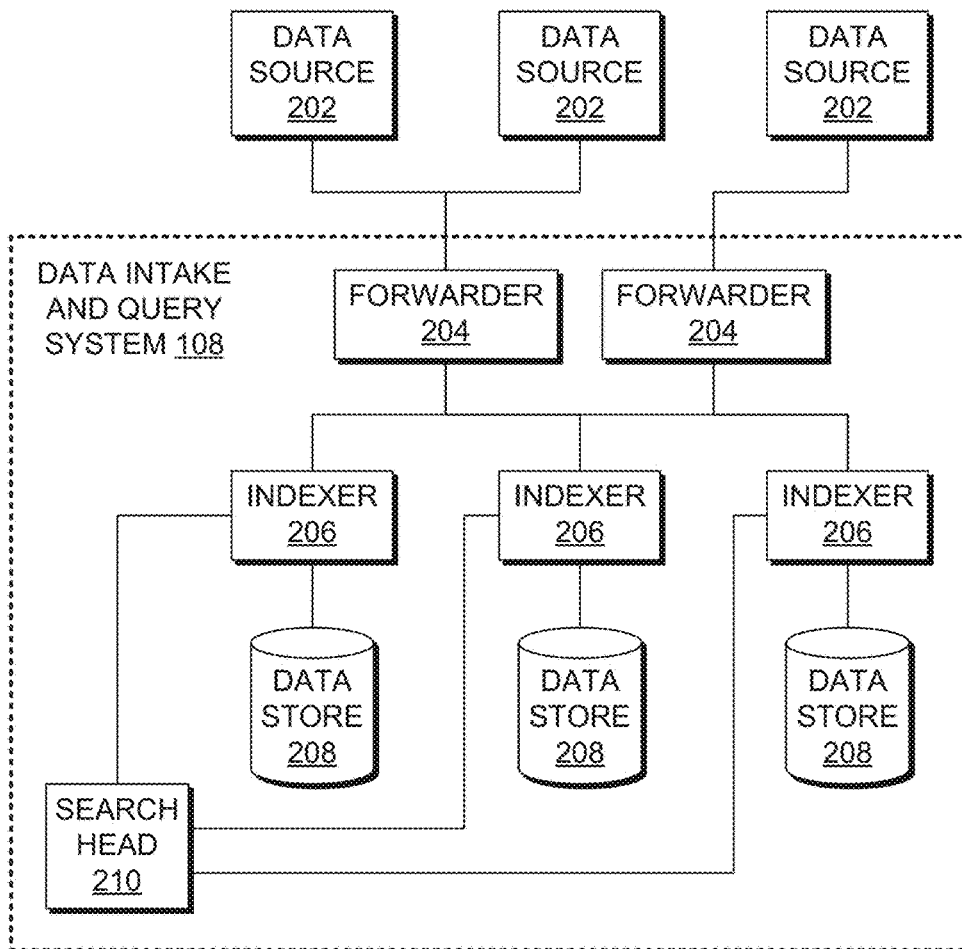 DATA
SOURCE
202
DATA
SOURCE
202
DATA
SOURCE
202
DATA INTAKE
AND QUERY
SYSTEM 108
FORWARDER
204
FORWARDER
204
INDEXER
206
INDEXER
206
INDEXER
206
DATA
STORE
208
DATA
STORE
208
DATA
STORE
208
SEARCH
HEAD
210